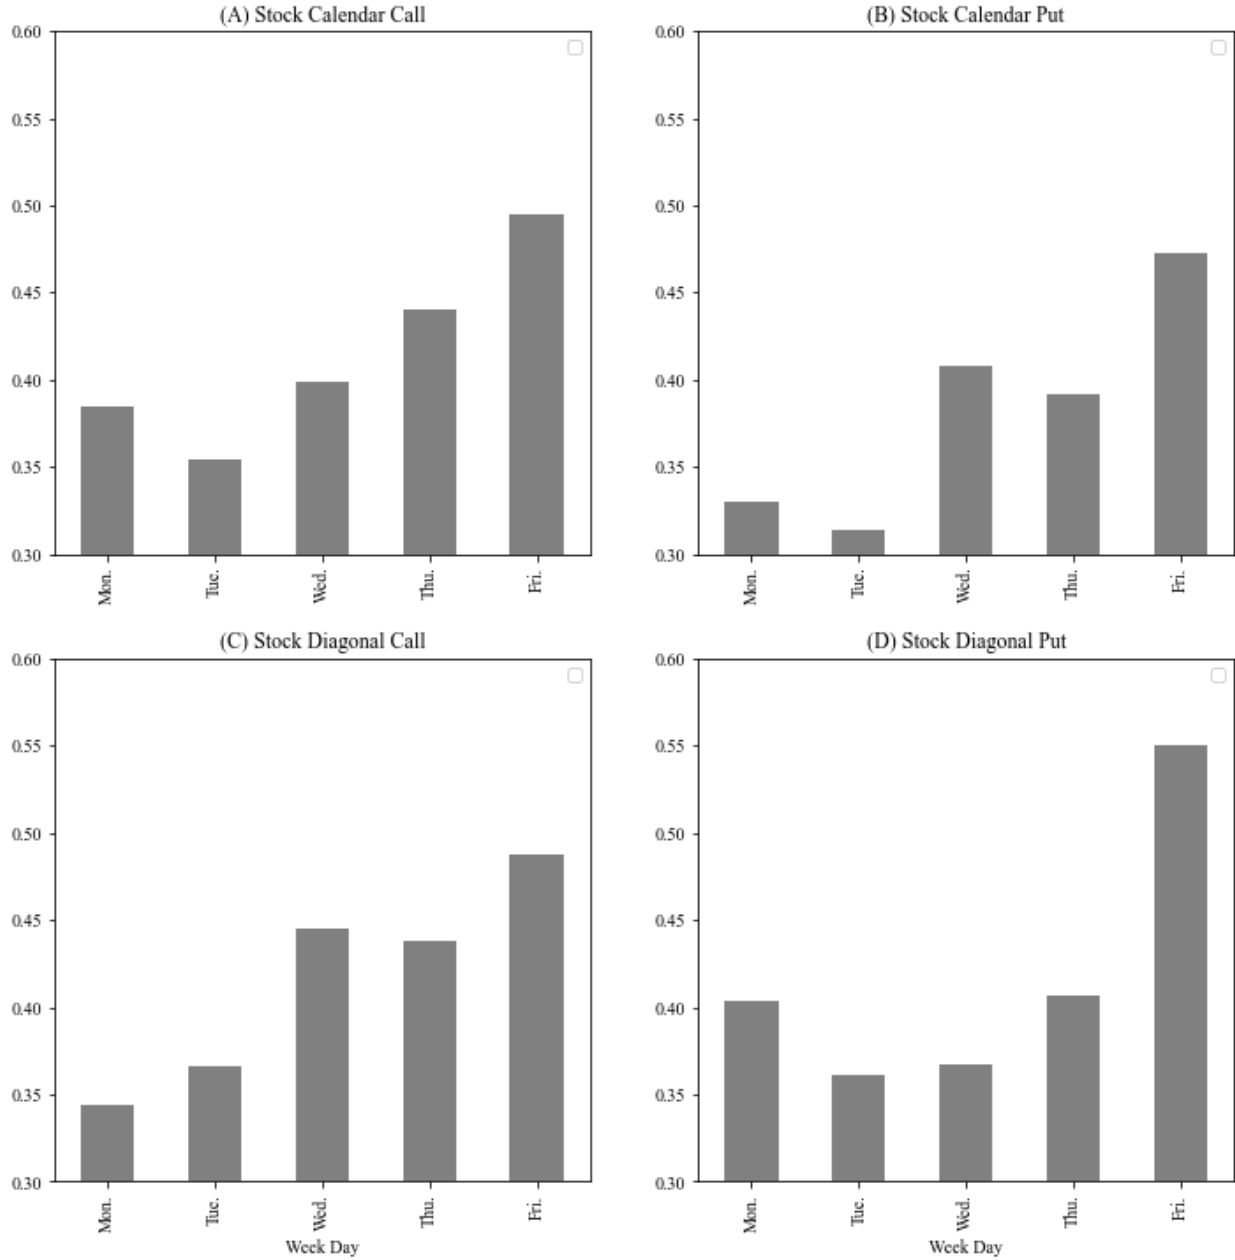 (A) Stock Calendar Call
0.60
0.55
0.50
0.45
0.40
0.35
0.30
Mon.
Tue.
Wed.
Thu.
Fri.
(B) Stock Calendar Put
0.60
0.55
0.50
0.45
0.40
0.35
0.30
Mon.
Tue.
Wed.
Thu.
Fri.
(C) Stock Diagonal Call
0.60
0.55
0.50
0.45
0.40
0.35
0.30
Mon.
Tue.
Wed.
Thu.
Fri.
Week Day
(D) Stock Diagonal Put
0.60
0.55
0.50
0.45
0.40
0.35
0.30
Mon.
Tue.
Wed.
Thu.
Fri.
Week Day